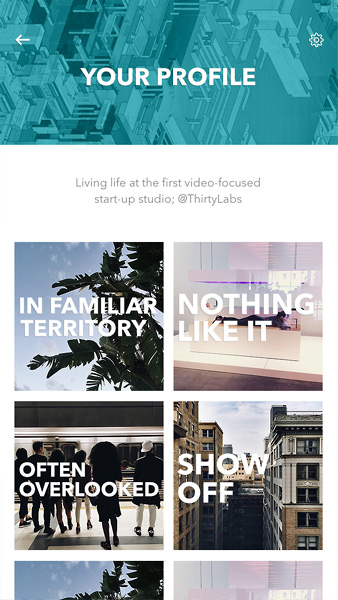 YOUR PROFILE
Living life at the first video-focused
start-up studio; @ThirtyLabs
IN FAMILIAR
TERRITORY
NOTHING
LIKE IT
OFTEN
OVERLOOKED
SHOW
OFF